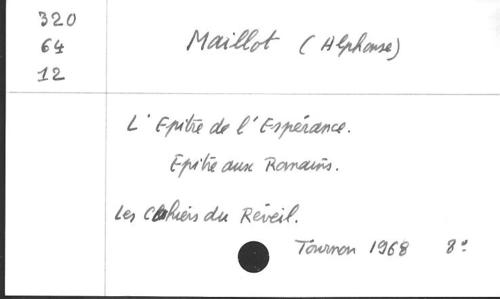 320
64
12
Maillot (Alphonse)
L'Epître de l'Espérance.
Epître aux Romains.
Les Cahiers du Réveil.
Tournon 1968 8°